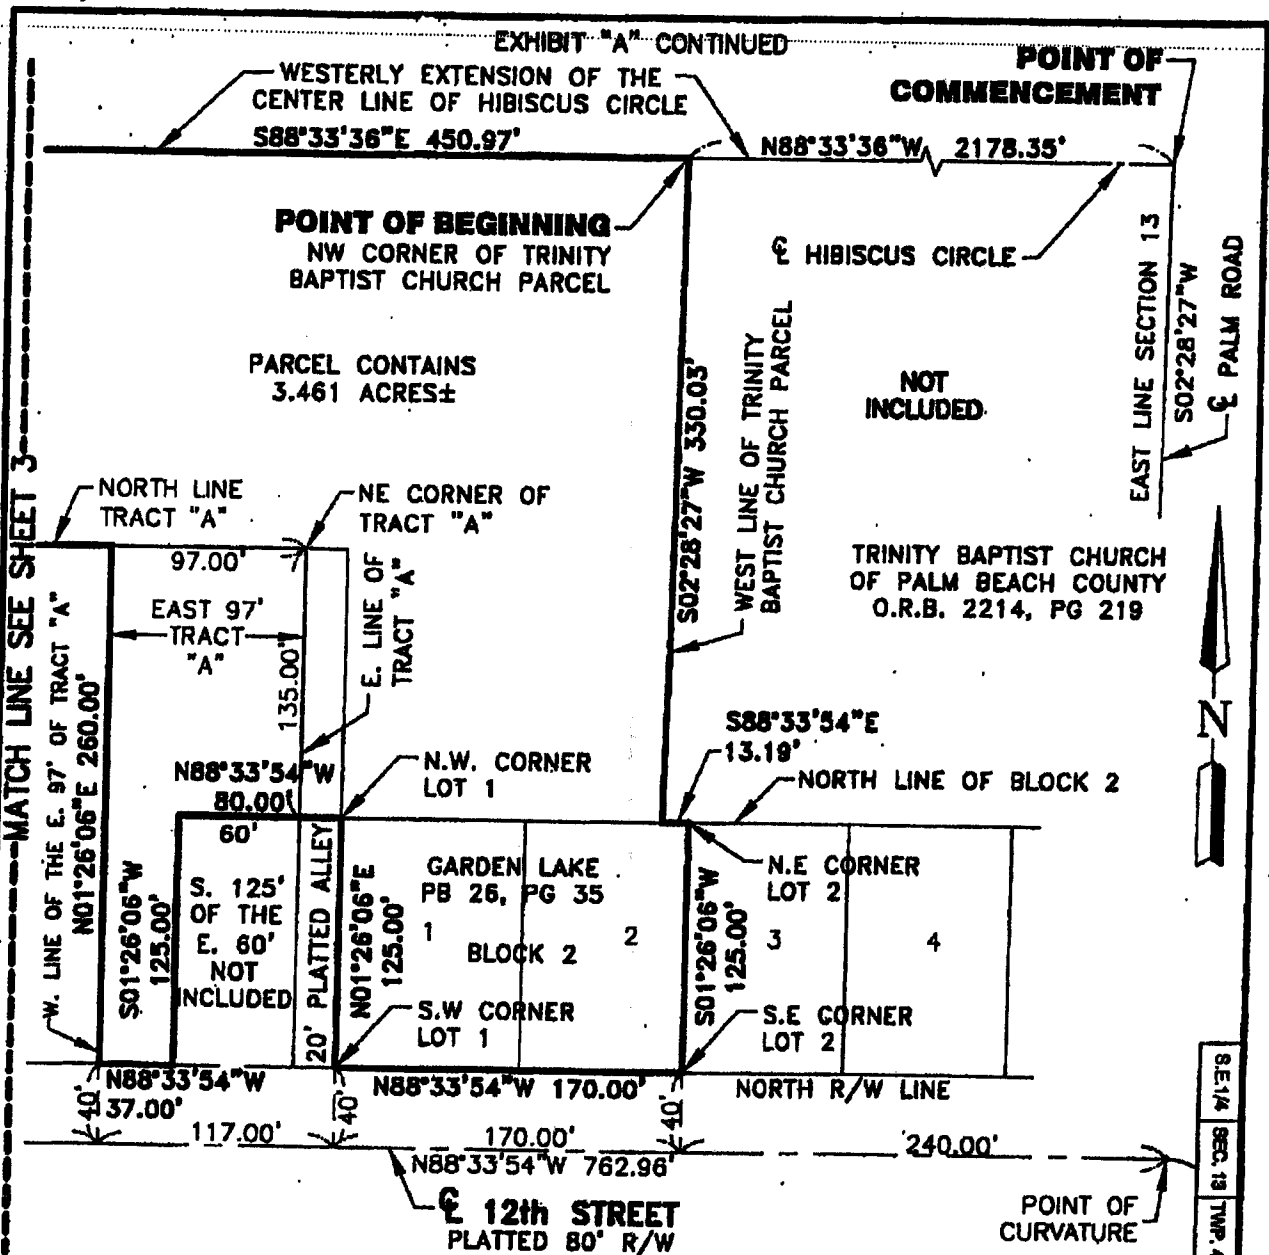 EXHIBIT "A" CONTINUED
WESTERLY EXTENSION OF THE
CENTER LINE OF HIBISCUS CIRCLE
POINT OF
COMMENCEMENT
S88°33'36"E 450.97'
N88°33'36"W 2178.35'
POINT OF BEGINNING
NW CORNER OF TRINITY
BAPTIST CHURCH PARCEL
℄ HIBISCUS CIRCLE
EAST LINE SECTION 13
S02°28'27"W
℄ PALM ROAD
PARCEL CONTAINS
3.461 ACRES±
S02°28'27"W 330.03'
WEST LINE OF TRINITY
BAPTIST CHURCH PARCEL
NOT
INCLUDED
MATCH LINE SEE SHEET 3
NORTH LINE
TRACT "A"
NE CORNER OF
TRACT "A"
97.00'
EAST 97'
TRACT
"A"
135.00'
E. LINE OF
TRACT "A"
TRINITY BAPTIST CHURCH
OF PALM BEACH COUNTY
O.R.B. 2214, PG 219
N
W. LINE OF THE E. 97' OF TRACT "A"
N01°26'06"E 260.00'
S88°33'54"E
13.19'
N88°33'54"W
80.00'
N.W. CORNER
LOT 1
NORTH LINE OF BLOCK 2
60'
S01°26'06"W
125.00'
S. 125'
OF THE
E. 60'
NOT
INCLUDED
20' PLATTED ALLEY
N01°26'06"E
125.00'
GARDEN LAKE
PB 26, PG 35
1
2
BLOCK 2
S01°26'06"W
125.00'
N.E CORNER
LOT 2
3
4
S.W CORNER
LOT 1
S.E CORNER
LOT 2
N88°33'54"W
37.00'
N88°33'54"W 170.00'
NORTH R/W LINE
40'
40'
40'
117.00'
170.00'
240.00'
N88°33'54"W 762.96'
℄ 12th STREET
PLATTED 80' R/W
POINT OF
CURVATURE
S.E.1/4
SEC. 13
TWP. 4